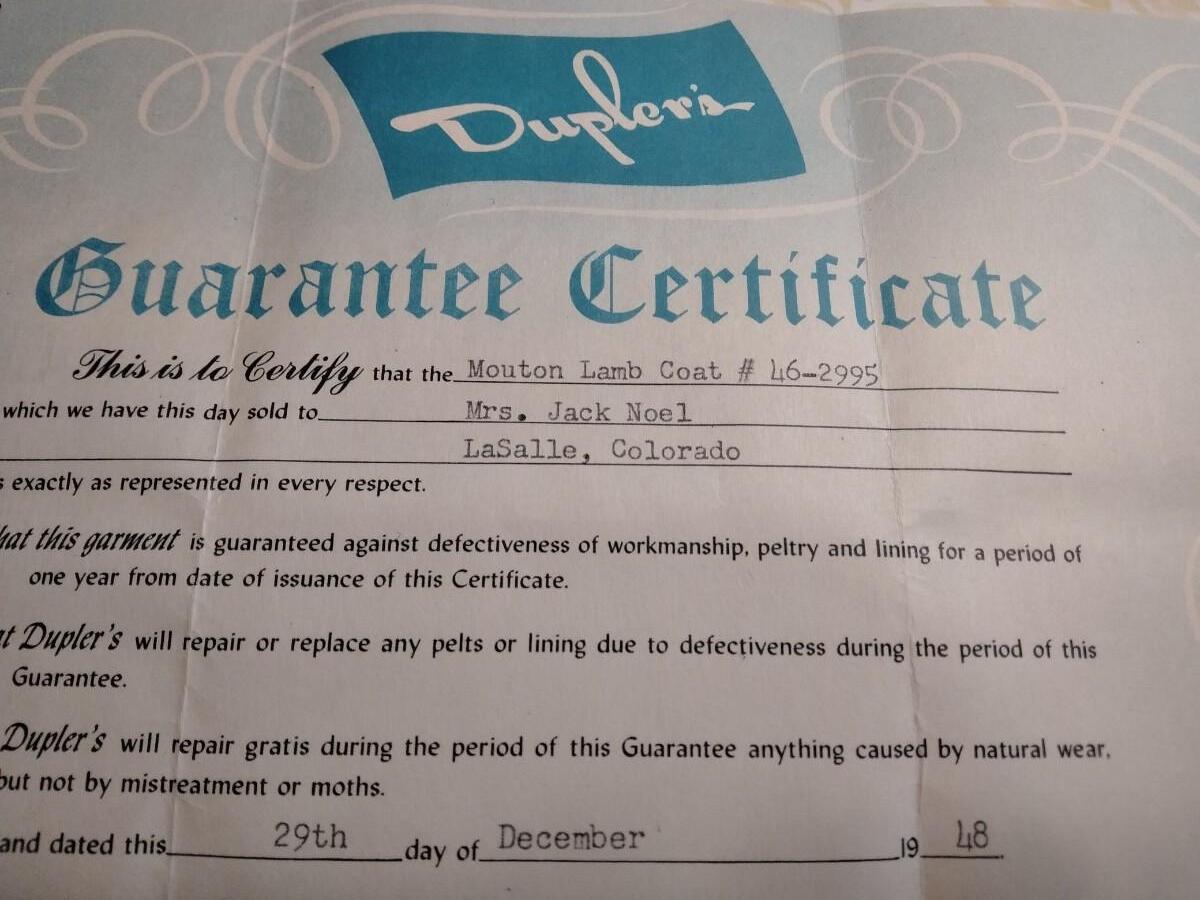 Dupler's
Guarantee Certificate
This is to Certify that the Mouton Lamb Coat # 46-2995
which we have this day sold to Mrs. Jack Noel
LaSalle, Colorado
exactly as represented in every respect.
this garment is guaranteed against defectiveness of workmanship, peltry and lining for a period of
one year from date of issuance of this Certificate.
Dupler's will repair or replace any pelts or lining due to defectiveness during the period of this
Guarantee.
Dupler's will repair gratis during the period of this Guarantee anything caused by natural wear,
but not by mistreatment or moths.
and dated this 29th day of December 19 48